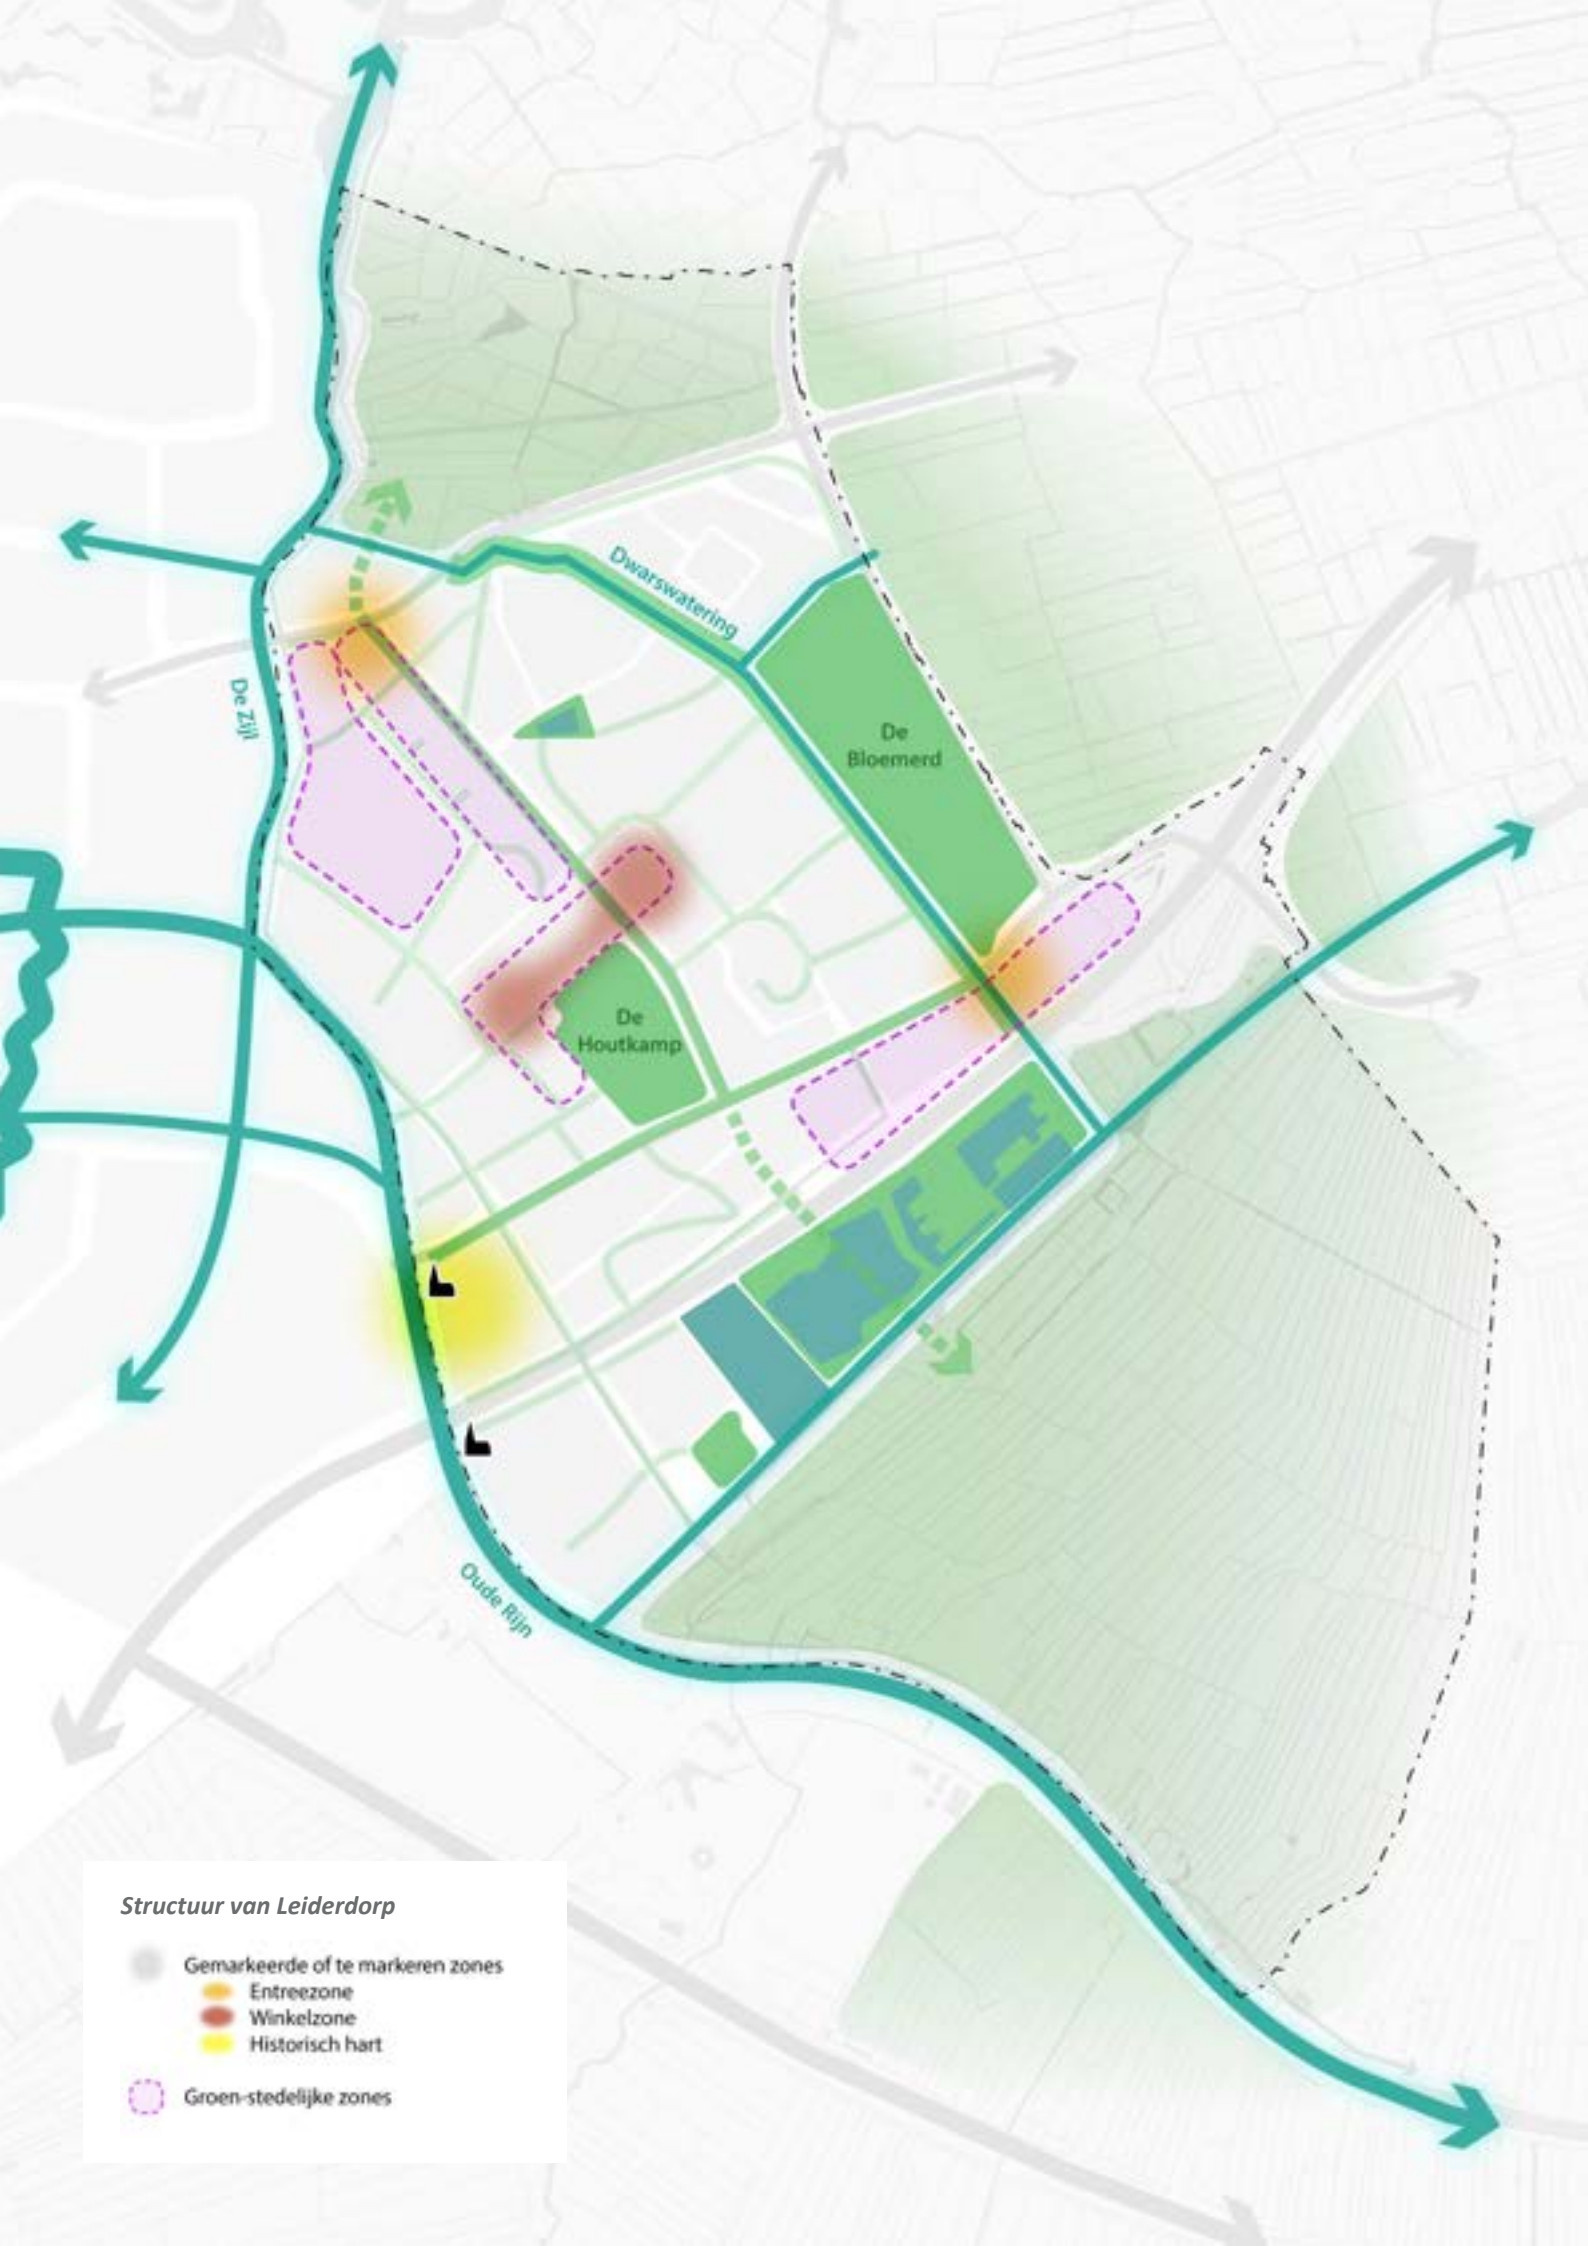 Dwarswatering
De Zijl
De
Bloemerd
De
Houtkamp
Oude Rijn
Structuur van Leiderdorp
Gemarkeerde of te markeren zones
Entreezone
Winkelzone
Historisch hart
Groen-stedelijke zones